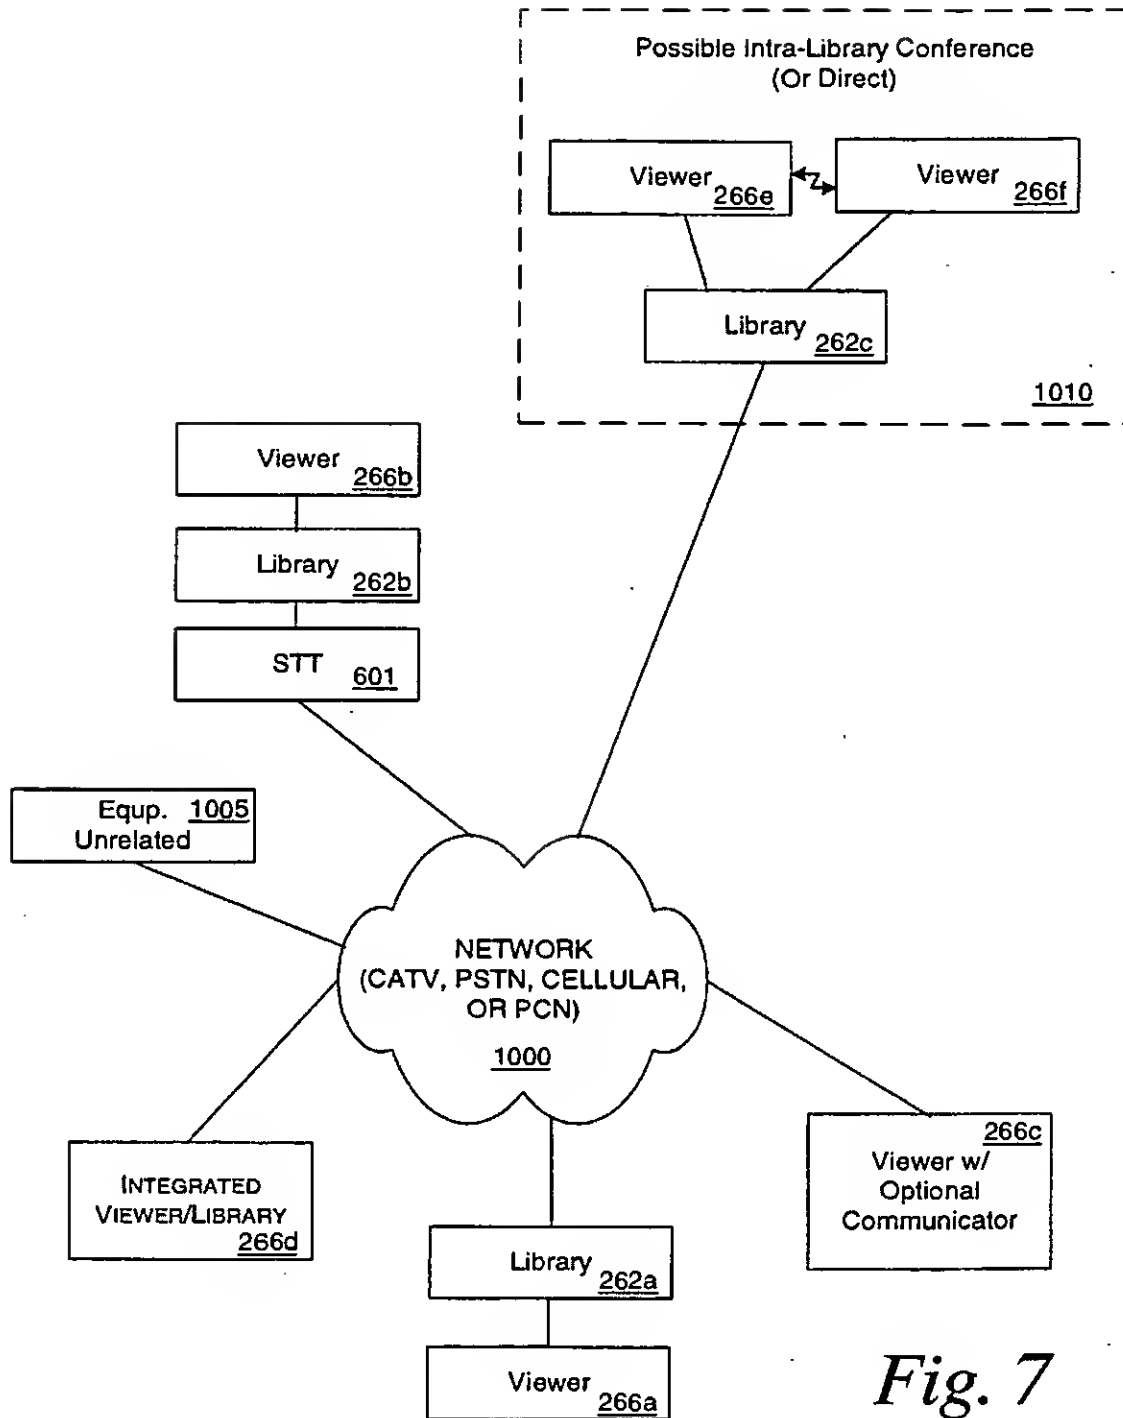 Possible Intra-Library Conference
(Or Direct)
Viewer 266e
Viewer 266f
Library 262c
1010
Viewer 266b
Library 262b
STT 601
Equp. 1005
Unrelated
NETWORK
(CATV, PSTN, CELLULAR,
OR PCN)
1000
INTEGRATED
VIEWER/LIBRARY
266d
266c
Viewer w/
Optional
Communicator
Library 262a
Viewer 266a
Fig. 7